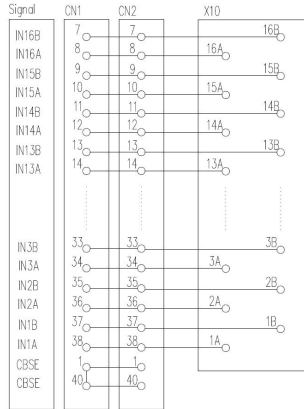 Signal CN1 CN2 X10
IN16B 7 7 16B
IN16A 8 8 16A
IN15B 9 9 15B
IN15A 10 10 15A
IN14B 11 11 14B
IN14A 12 12 14A
IN13B 13 13 13B
IN13A 14 14 13A
IN3B 33 33 3B
IN3A 34 34 3A
IN2B 35 35 2B
IN2A 36 36 2A
IN1B 37 37 1B
IN1A 38 38 1A
CBSE 1 1
CBSE 40 40